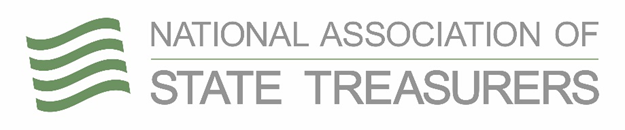 NATIONAL ASSOCIATION OF
STATE TREASURERS